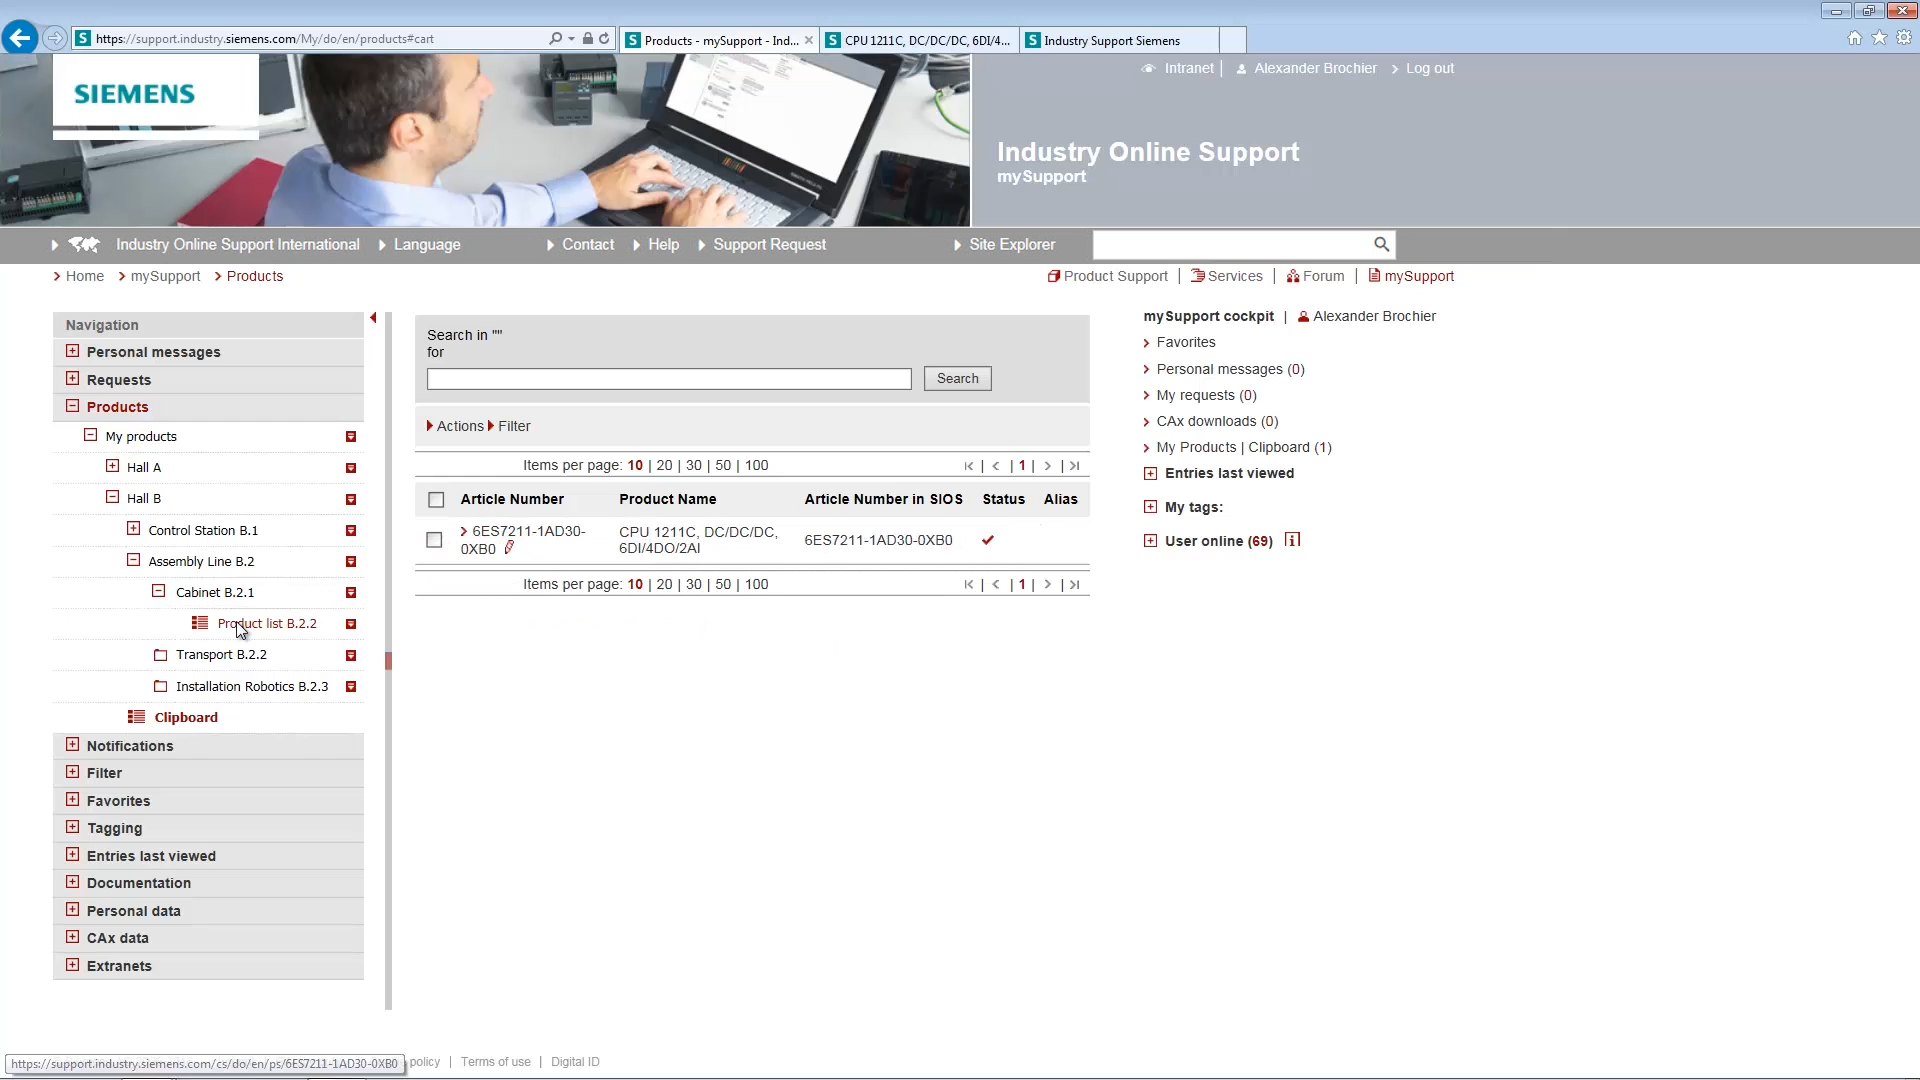 https://support.industry.siemens.com/My/do/en/products#cart
Products - mySupport - Ind...
CPU 1211C, DC/DC/DC, 6DI/4...
Industry Support Siemens
SIEMENS
Intranet | Alexander Brochier Log out
Industry Online Support
mySupport
Industry Online Support International Language Contact Help Support Request Site Explorer
Home mySupport Products
Product Support | Services | Forum | mySupport
Navigation
Personal messages
Requests
Products
My products
Hall A
Hall B
Control Station B.1
Assembly Line B.2
Cabinet B.2.1
Product list B.2.2
Transport B.2.2
Installation Robotics B.2.3
Clipboard
Notifications
Filter
Favorites
Tagging
Entries last viewed
Documentation
Personal data
CAx data
Extranets
Search in ""
for
Search
Actions Filter
Items per page: 10 | 20 | 30 | 50 | 100 | | 1 | |
Article Number Product Name Article Number in SIOS Status Alias
6ES7211-1AD30-
0XB0
CPU 1211C, DC/DC/DC,
6DI/4DO/2AI
6ES7211-1AD30-0XB0
Items per page: 10 | 20 | 30 | 50 | 100 | | 1 | |
mySupport cockpit | Alexander Brochier
Favorites
Personal messages (0)
My requests (0)
CAx downloads (0)
My Products | Clipboard (1)
Entries last viewed
My tags:
User online (69)
https://support.industry.siemens.com/cs/do/en/ps/6ES7211-1AD30-0XB0
policy | Terms of use | Digital ID